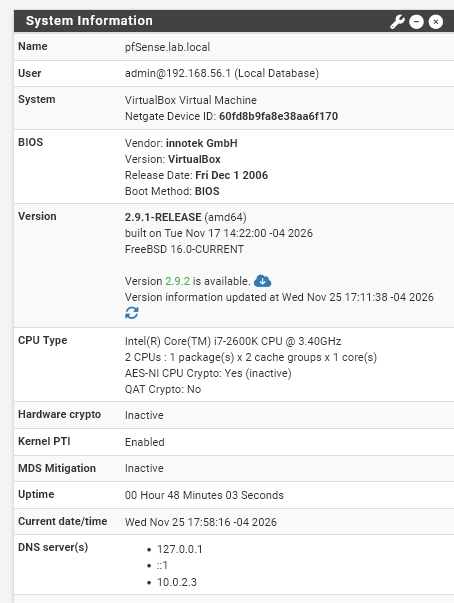 System Information
Name pfSense.lab.local
User admin@192.168.56.1 (Local Database)
System VirtualBox Virtual Machine
Netgate Device ID: 60fd8b9fa8e38aa6f170
BIOS Vendor: innotek GmbH
Version: VirtualBox
Release Date: Fri Dec 1 2006
Boot Method: BIOS
Version 2.9.1-RELEASE (amd64)
built on Tue Nov 17 14:22:00 -04 2026
FreeBSD 16.0-CURRENT
Version 2.9.2 is available.
Version information updated at Wed Nov 25 17:11:38 -04 2026
CPU Type Intel(R) Core(TM) i7-2600K CPU @ 3.40GHz
2 CPUs : 1 package(s) x 2 cache groups x 1 core(s)
AES-NI CPU Crypto: Yes (inactive)
QAT Crypto: No
Hardware crypto Inactive
Kernel PTI Enabled
MDS Mitigation Inactive
Uptime 00 Hour 48 Minutes 03 Seconds
Current date/time Wed Nov 25 17:58:16 -04 2026
DNS server(s) • 127.0.0.1
• ::1
• 10.0.2.3